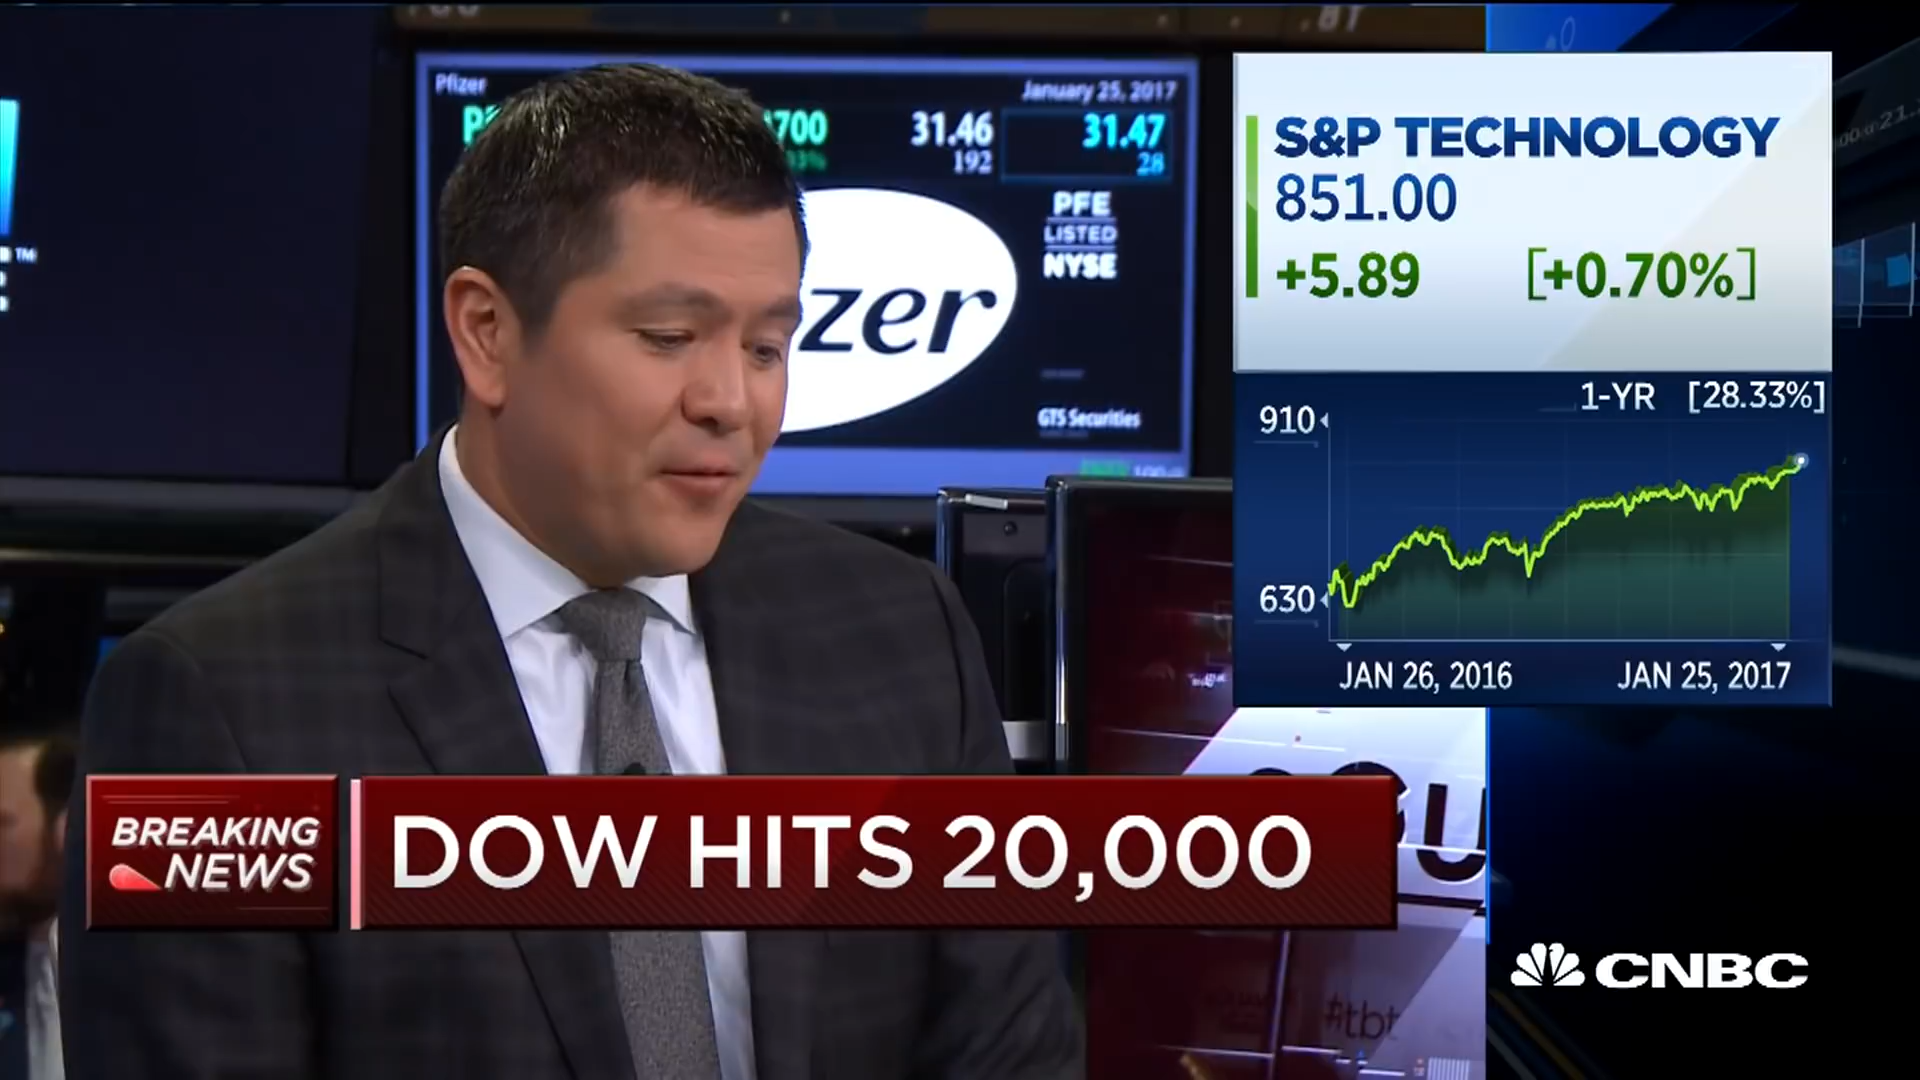 Pfizer
January 25, 2017
31.46
31.47
192
28
zer
PFE
LISTED
NYSE
GTS Securities
S&P TECHNOLOGY
851.00
+5.89 [+0.70%]
1-YR [28.33%]
910
630
JAN 26, 2016 JAN 25, 2017
BREAKING
NEWS
DOW HITS 20,000
CNBC
#tbt